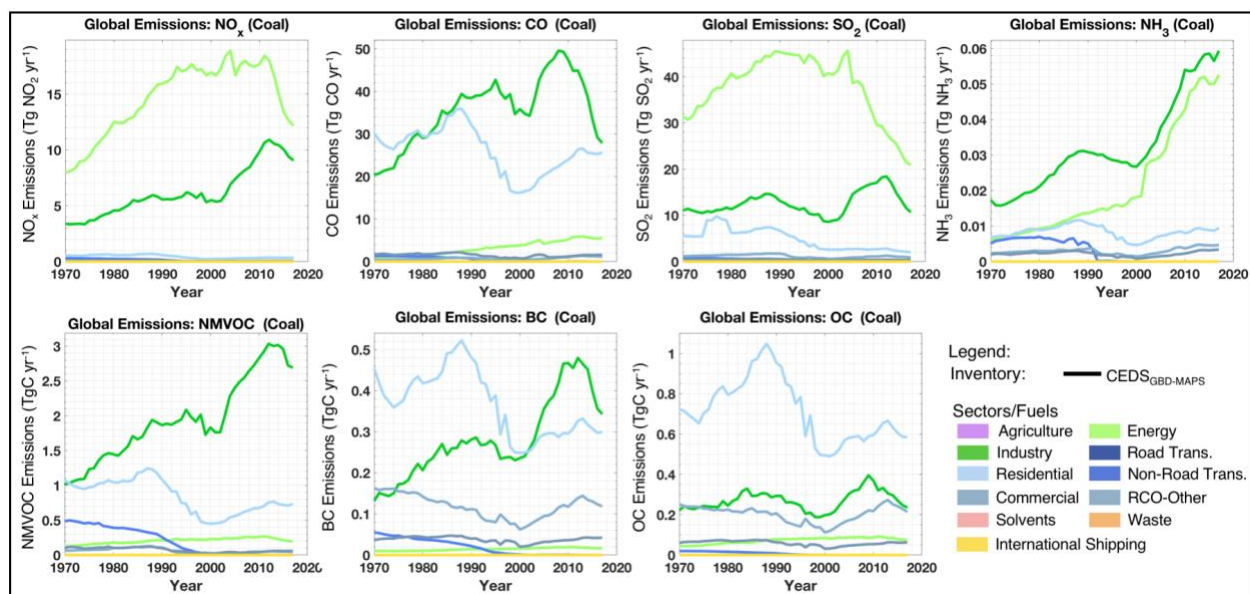 Global Emissions: NOx (Coal)
NOx Emissions (Tg NO2 yr-1)
15
10
5
0
1970 1980 1990 2000 2010 2020
Year
Global Emissions: CO (Coal)
CO Emissions (Tg CO yr-1)
50
40
30
20
10
0
1970 1980 1990 2000 2010 2020
Year
Global Emissions: SO2 (Coal)
SO2 Emissions (Tg SO2 yr-1)
40
30
20
10
0
1970 1980 1990 2000 2010 2020
Year
Global Emissions: NH3 (Coal)
NH3 Emissions (Tg NH3 yr-1)
0.06
0.05
0.04
0.03
0.02
0.01
0
1970 1980 1990 2000 2010 2020
Year
Global Emissions: NMVOC (Coal)
NMVOC Emissions (TgC yr-1)
3
2.5
2
1.5
1
0.5
0
1970 1980 1990 2000 2010 202
Year
Global Emissions: BC (Coal)
BC Emissions (TgC yr-1)
0.5
0.4
0.3
0.2
0.1
0
1970 1980 1990 2000 2010 2020
Year
Global Emissions: OC (Coal)
OC Emissions (TgC yr-1)
1
0.8
0.6
0.4
0.2
0
1970 1980 1990 2000 2010 2020
Year
Legend:
Inventory: CEDSGBD-MAPS
Sectors/Fuels
Agriculture Energy
Industry Road Trans.
Residential Non-Road Trans.
Commercial RCO-Other
Solvents Waste
International Shipping